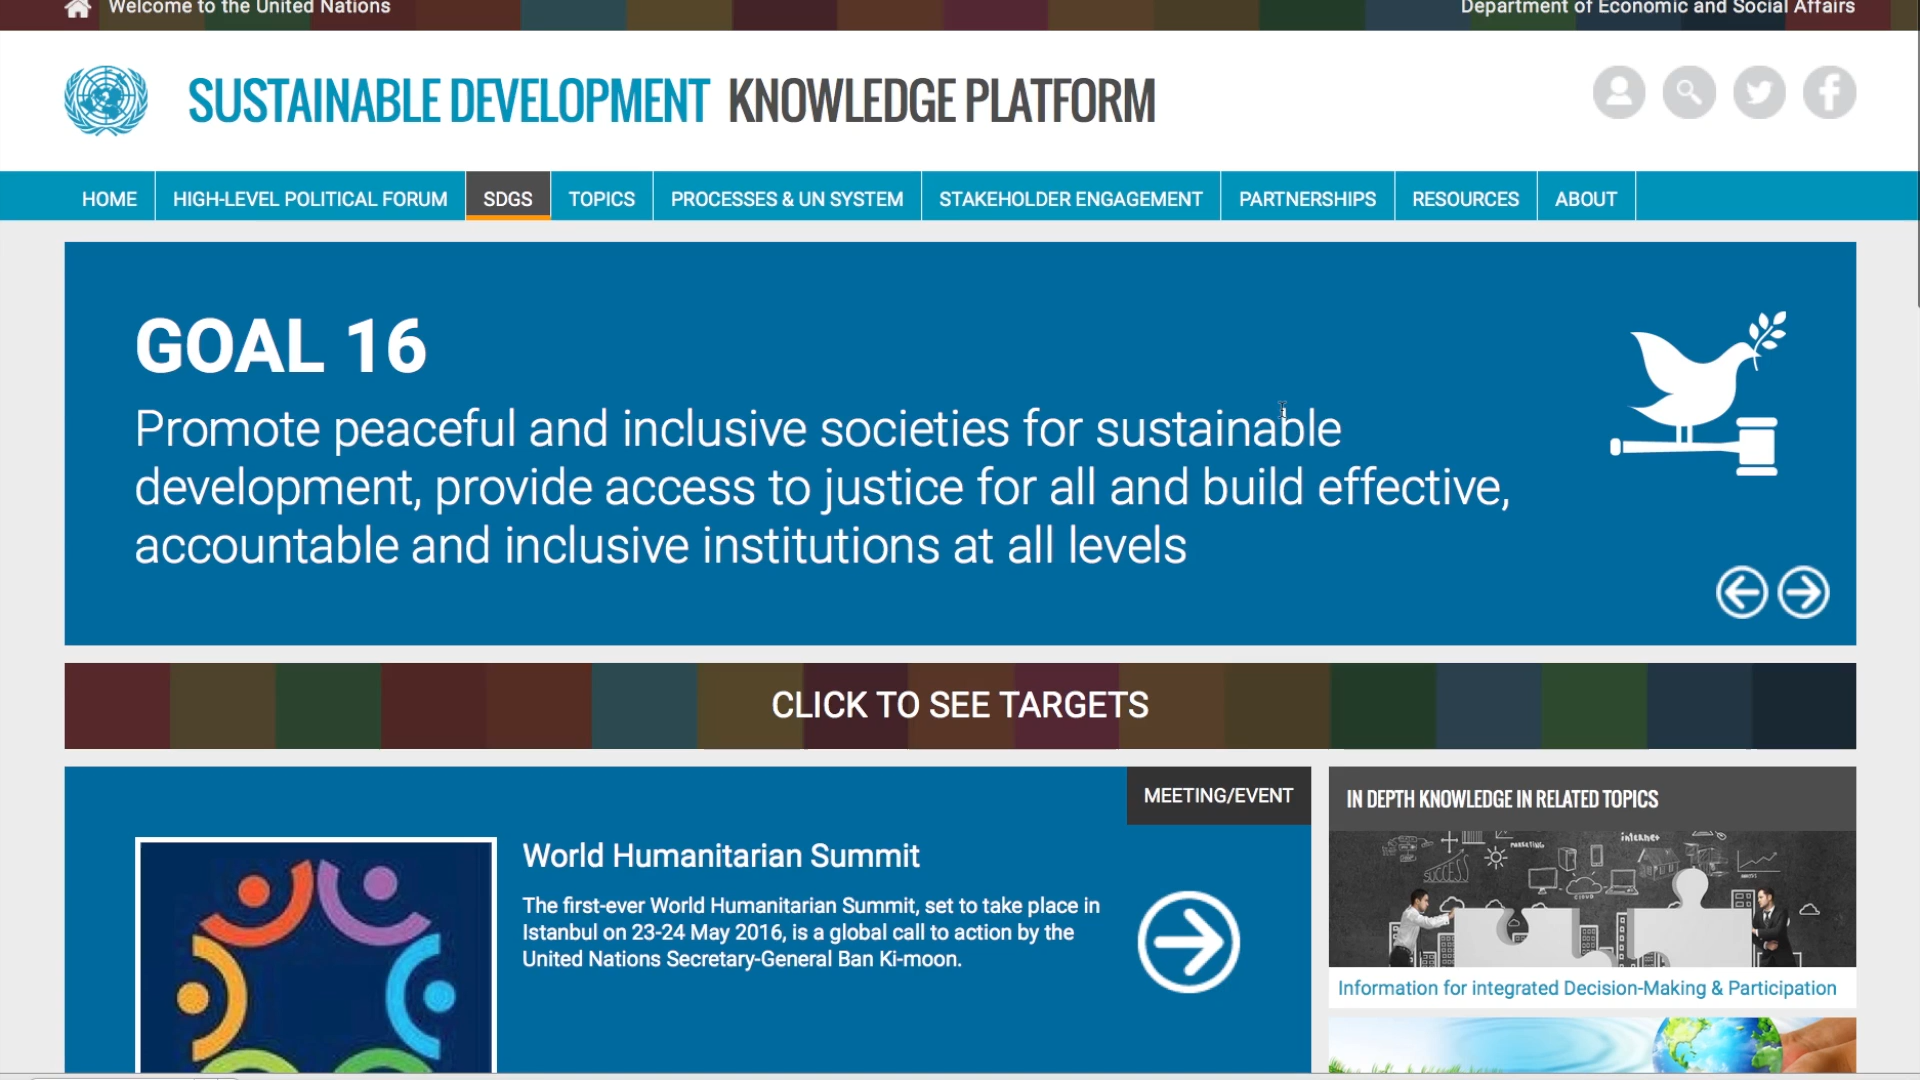 Welcome to the United Nations
Department of Economic and Social Affairs
SUSTAINABLE DEVELOPMENT KNOWLEDGE PLATFORM
HOME
HIGH-LEVEL POLITICAL FORUM
SDGS
TOPICS
PROCESSES & UN SYSTEM
STAKEHOLDER ENGAGEMENT
PARTNERSHIPS
RESOURCES
ABOUT
GOAL 16
Promote peaceful and inclusive societies for sustainable
development, provide access to justice for all and build effective,
accountable and inclusive institutions at all levels
CLICK TO SEE TARGETS
MEETING/EVENT
World Humanitarian Summit
The first-ever World Humanitarian Summit, set to take place in
Istanbul on 23-24 May 2016, is a global call to action by the
United Nations Secretary-General Ban Ki-moon.
IN DEPTH KNOWLEDGE IN RELATED TOPICS
internet
MARKETING
SUCCESS
CLOUD
Information for integrated Decision-Making & Participation